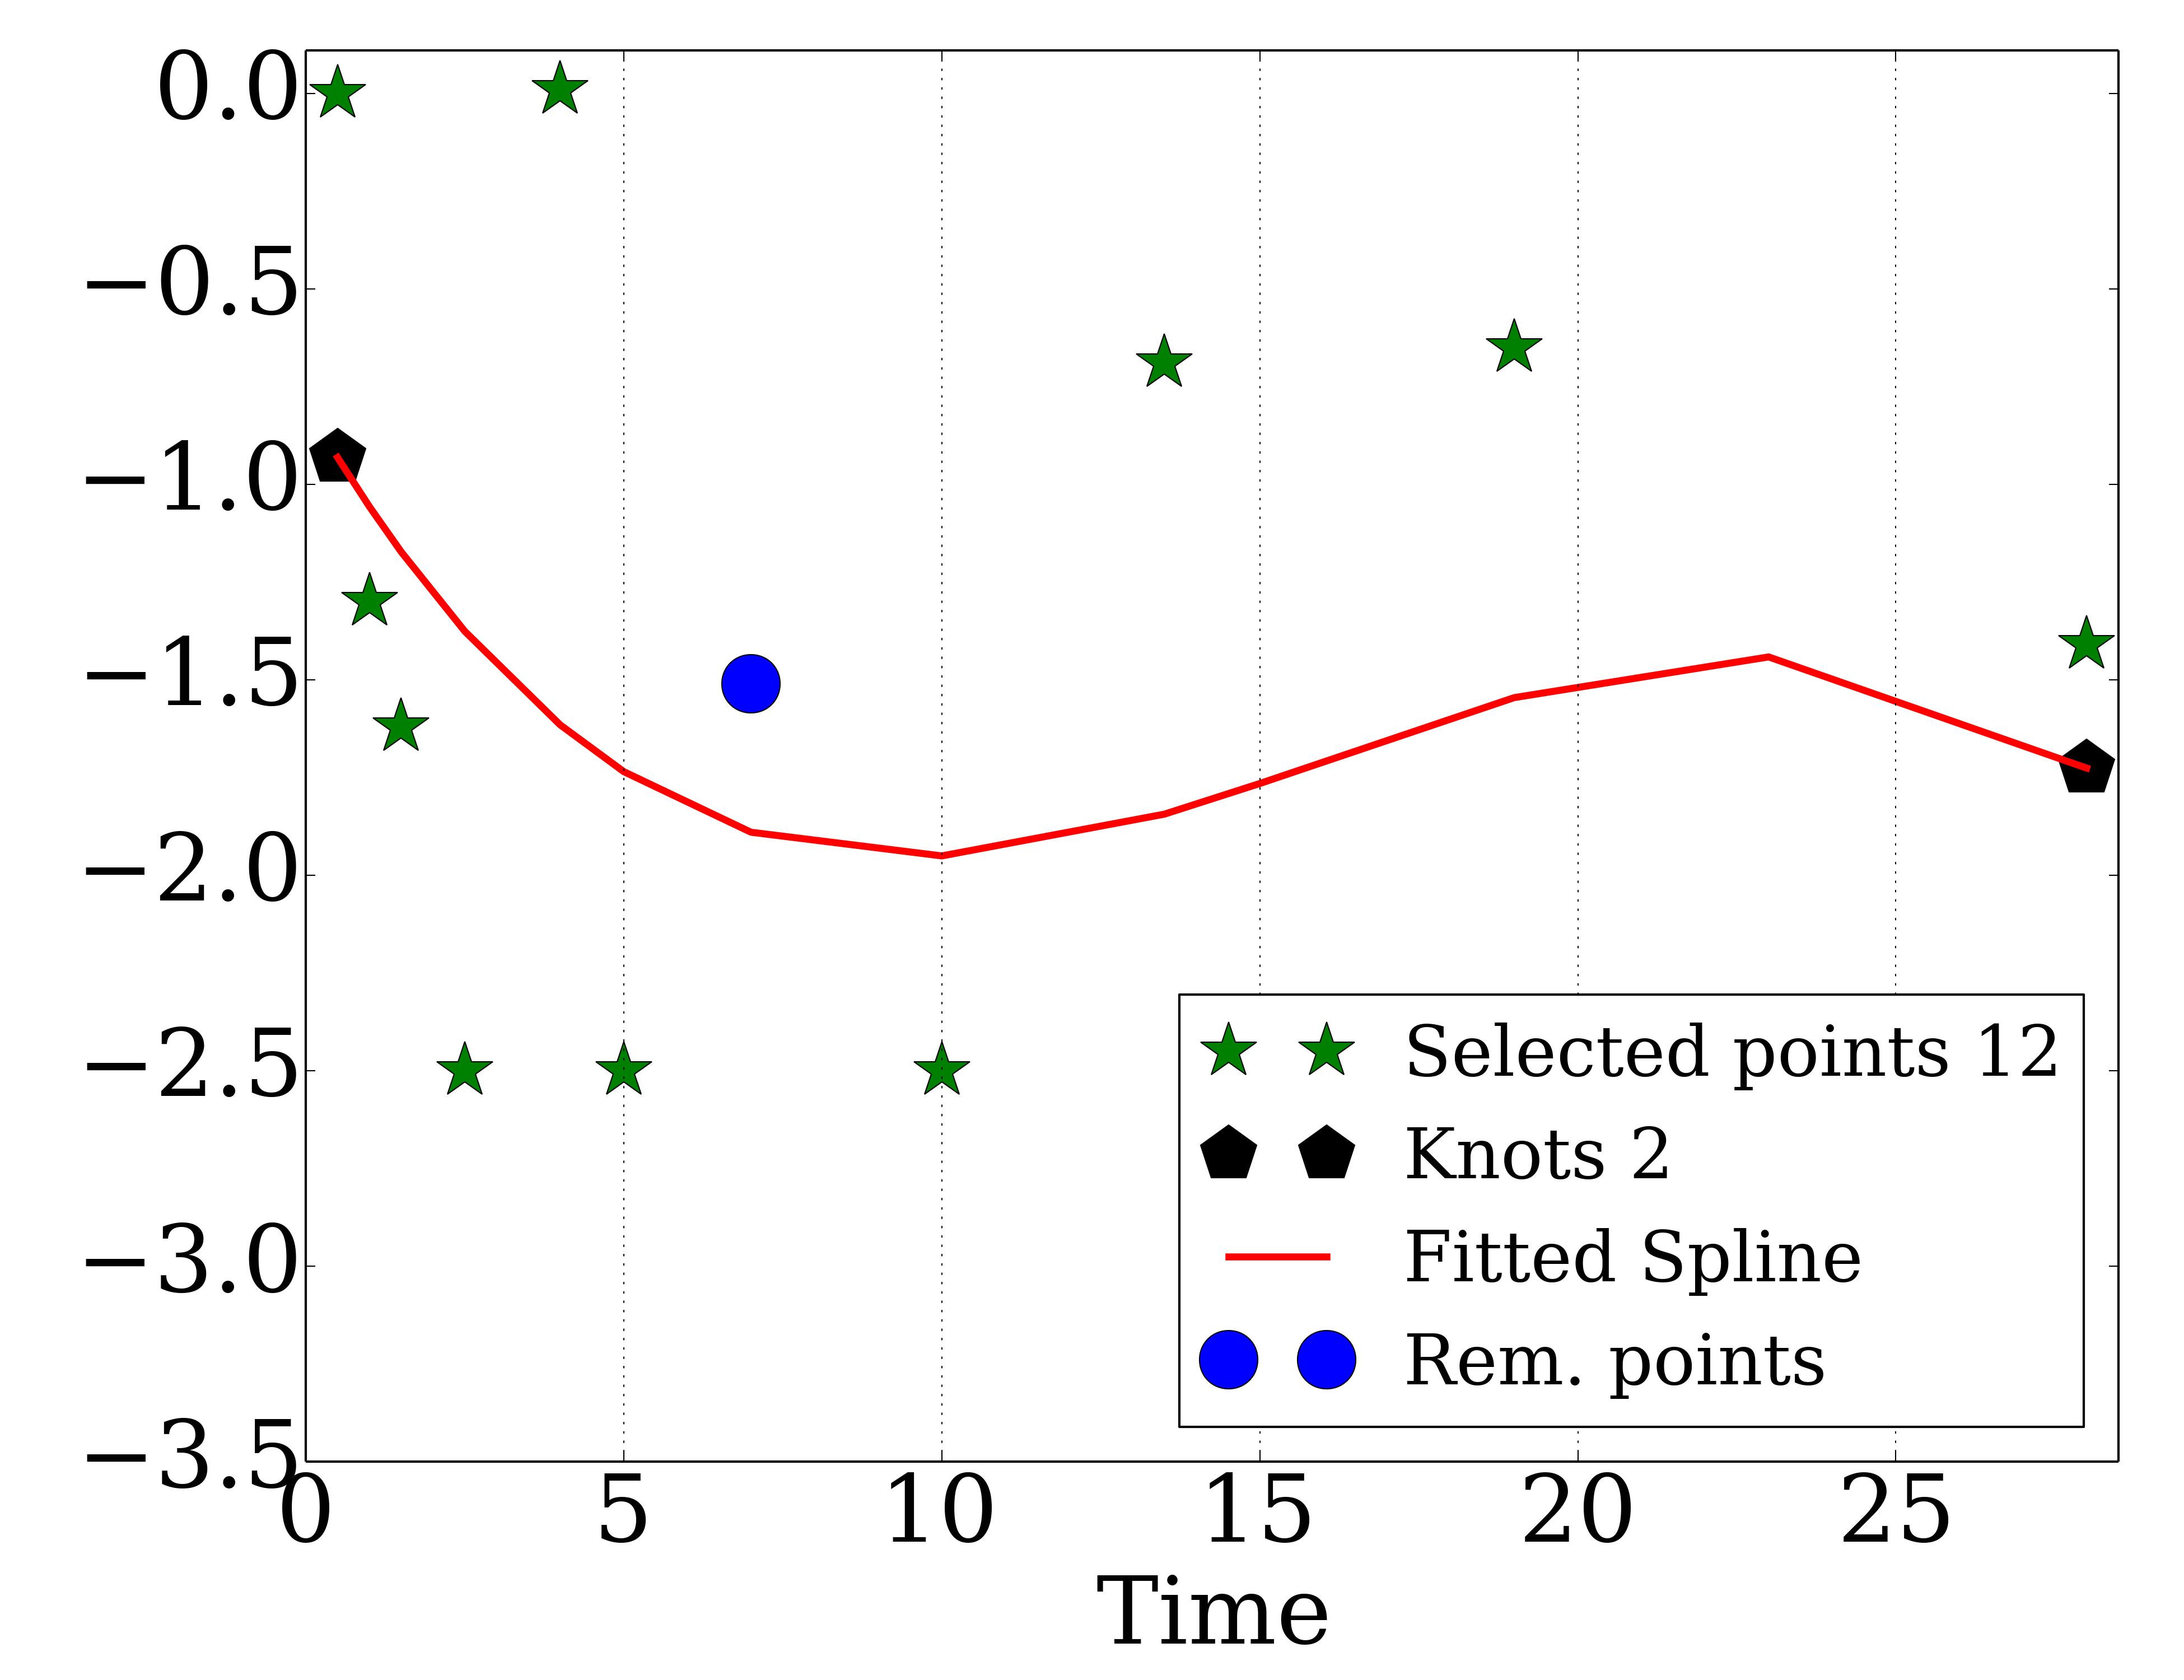 0.0
−0.5
−1.0
−1.5
−2.0
−2.5
−3.0
−3.5
0 5 10 15 20 25
Time
Selected points 12
Knots 2
Fitted Spline
Rem. points